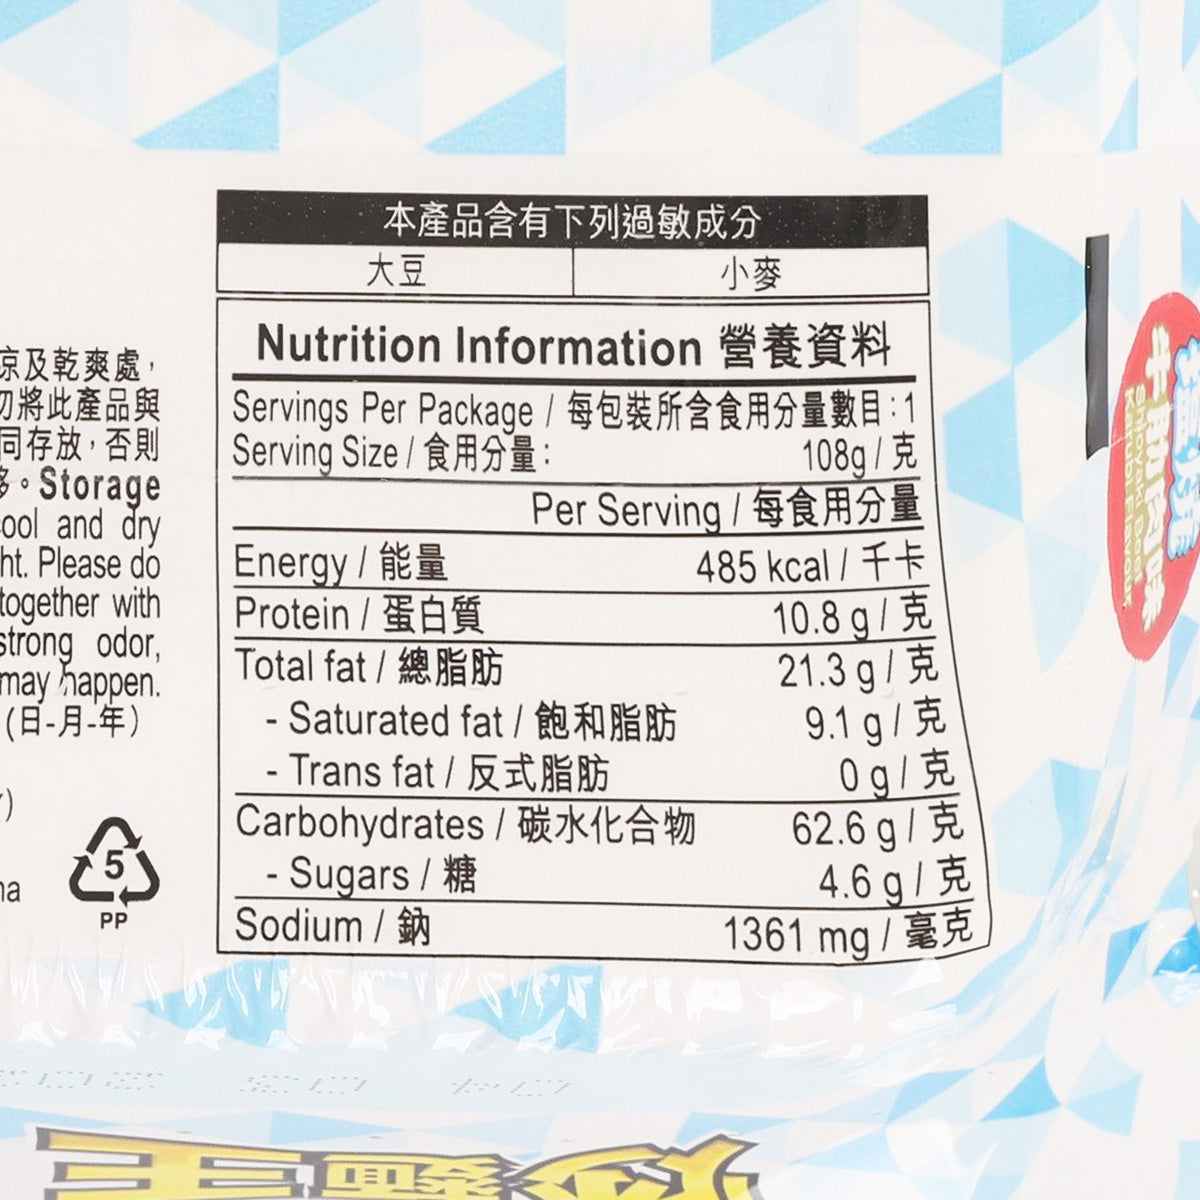 本產品含有下列過敏成分
大豆 小麥
Nutrition Information 營養資料
Servings Per Package / 每包裝所含食用分量數目：1
Serving Size / 食用分量： 108g / 克
Per Serving / 每食用分量
Energy / 能量 485 kcal / 千卡
Protein / 蛋白質 10.8 g / 克
Total fat / 總脂肪 21.3 g / 克
- Saturated fat / 飽和脂肪 9.1 g / 克
- Trans fat / 反式脂肪 0 g / 克
Carbohydrates / 碳水化合物 62.6 g / 克
- Sugars / 糖 4.6 g / 克
Sodium / 鈉 1361 mg / 毫克
及乾爽處，
將此產品與
同存放，否則
。Storage
and dry
Please do
together with
strong odor,
may happen.
(日-月-年)
5
PP
牛肋肉味
Karubi Flavour
王